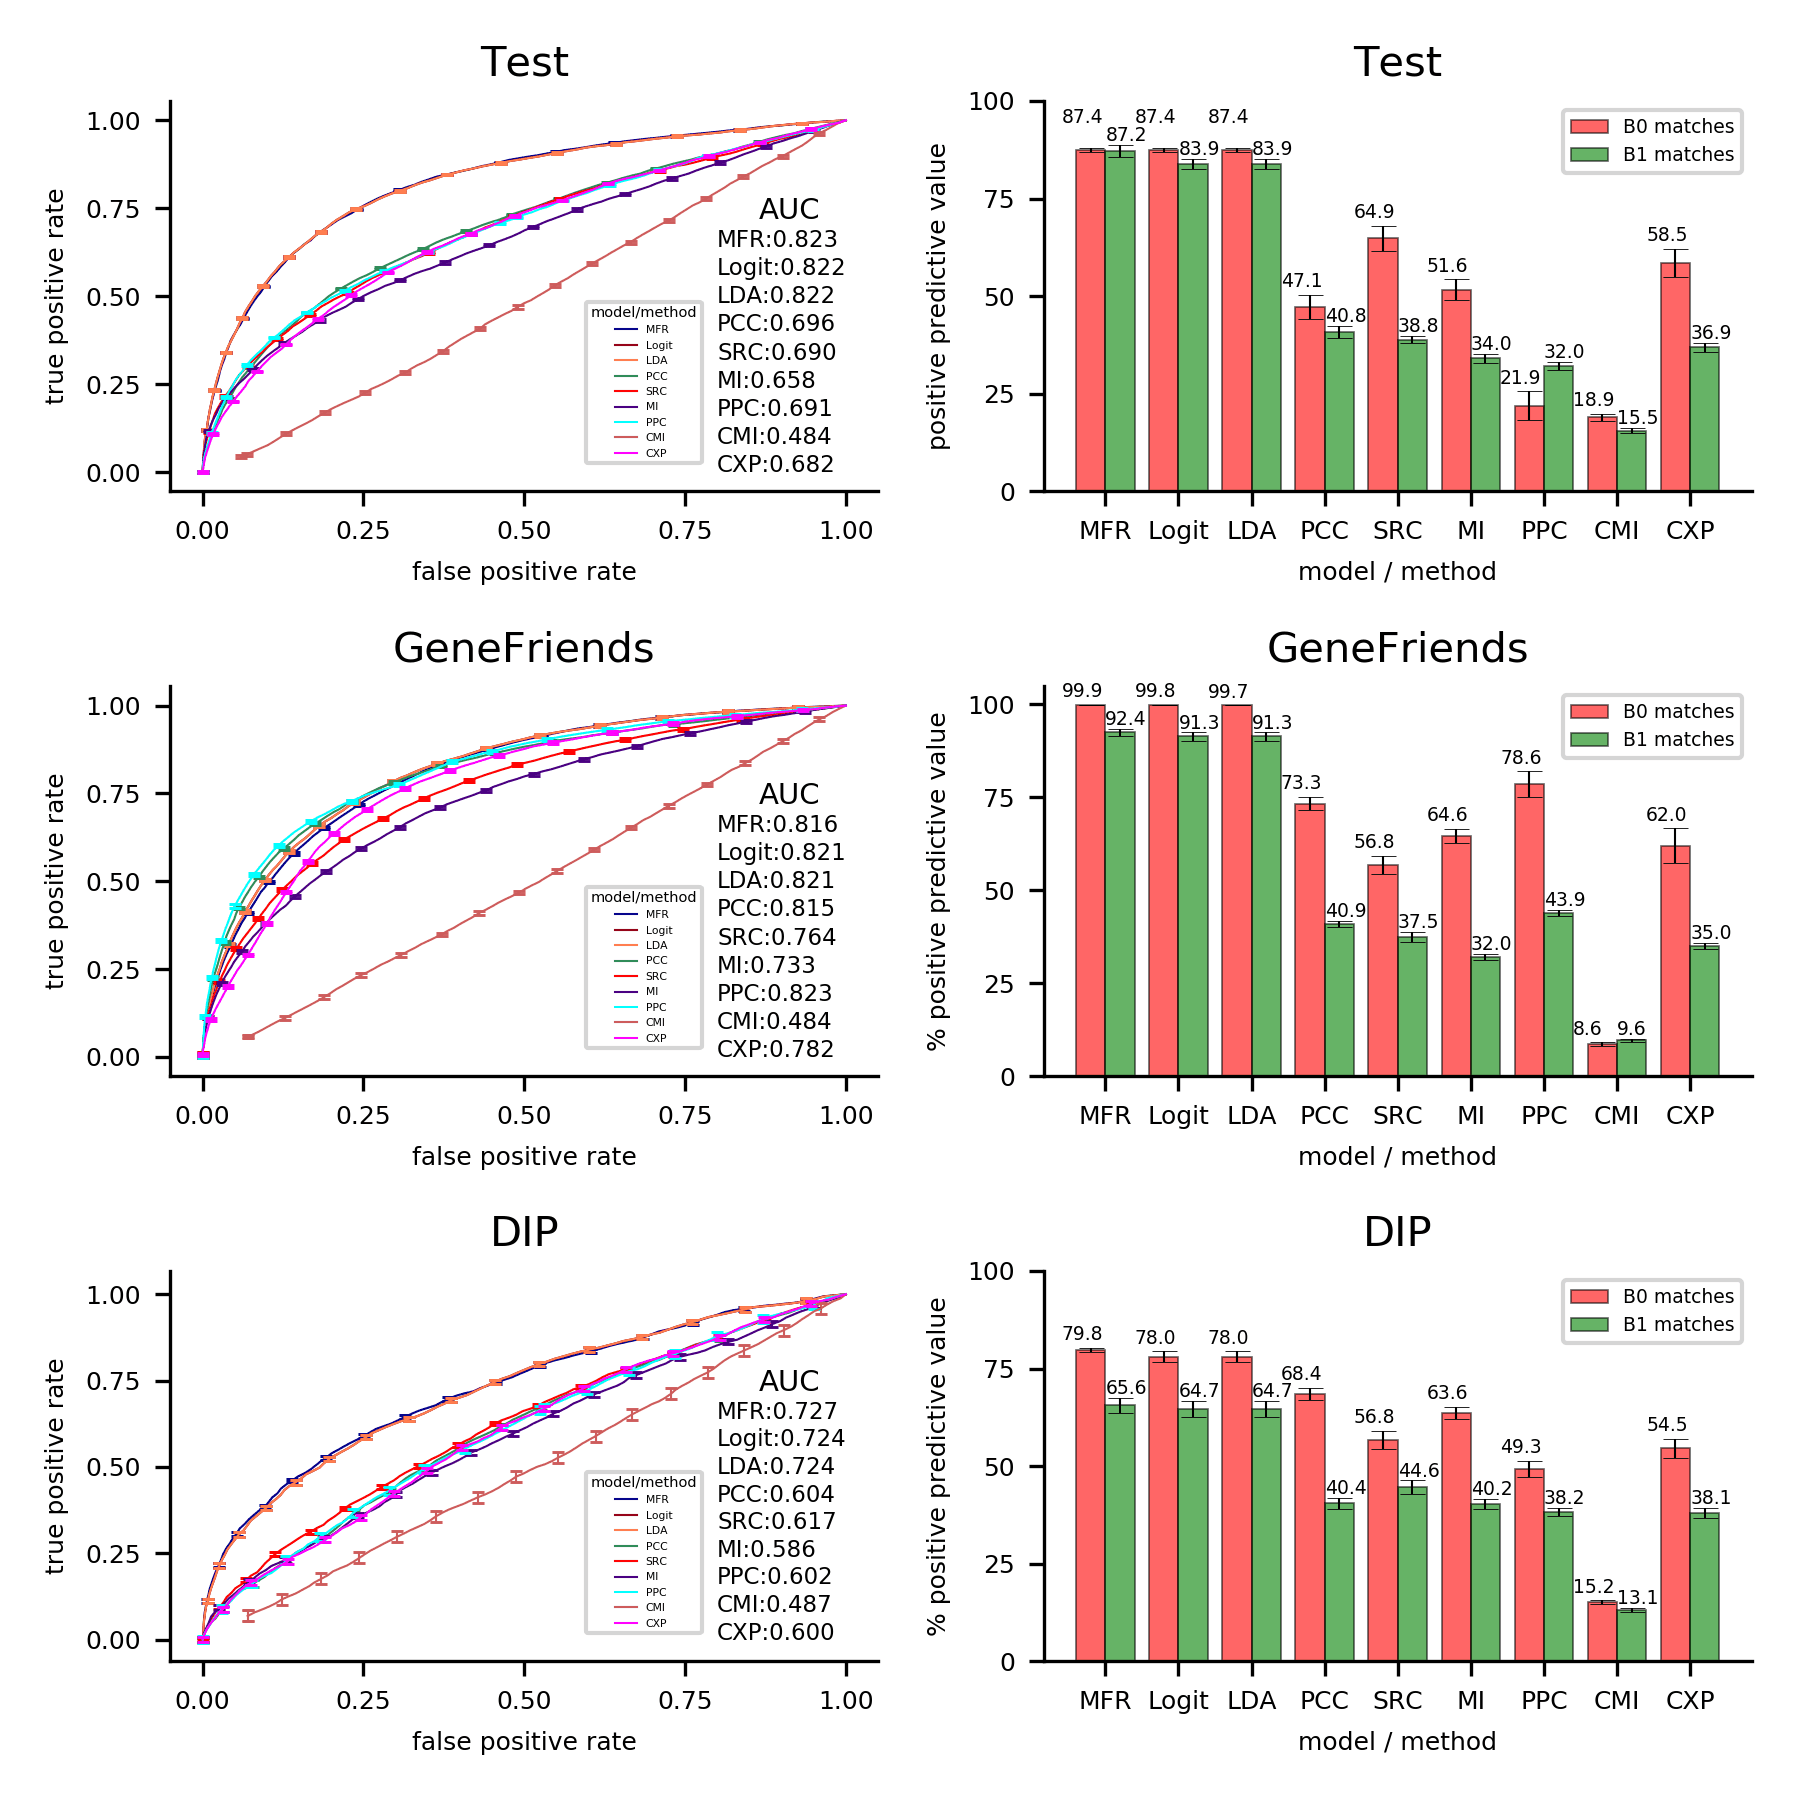 Test
true positive rate
1.00
0.75
0.50
0.25
0.00
0.00 0.25 0.50 0.75 1.00
false positive rate
model/method
MFR
Logit
LDA
PCC
SRC
MI
PPC
CMI
CXP
AUC
MFR:0.823
Logit:0.822
LDA:0.822
PCC:0.696
SRC:0.690
MI:0.658
PPC:0.691
CMI:0.484
CXP:0.682
Test
positive predictive value
100
75
50
25
0
87.4 87.2 87.4 83.9 87.4 83.9 47.1 40.8 64.9 38.8 51.6 34.0 21.9 32.0 18.9 15.5 58.5 36.9
B0 matches
B1 matches
MFR Logit LDA PCC SRC MI PPC CMI CXP
model / method
GeneFriends
true positive rate
1.00
0.75
0.50
0.25
0.00
0.00 0.25 0.50 0.75 1.00
false positive rate
model/method
MFR
Logit
LDA
PCC
SRC
MI
PPC
CMI
CXP
AUC
MFR:0.816
Logit:0.821
LDA:0.821
PCC:0.815
SRC:0.764
MI:0.733
PPC:0.823
CMI:0.484
CXP:0.782
GeneFriends
% positive predictive value
100
75
50
25
0
99.9 92.4 99.8 91.3 99.7 91.3 73.3 40.9 56.8 37.5 64.6 32.0 78.6 43.9 8.6 9.6 62.0 35.0
B0 matches
B1 matches
MFR Logit LDA PCC SRC MI PPC CMI CXP
model / method
DIP
true positive rate
1.00
0.75
0.50
0.25
0.00
0.00 0.25 0.50 0.75 1.00
false positive rate
model/method
MFR
Logit
LDA
PCC
SRC
MI
PPC
CMI
CXP
AUC
MFR:0.727
Logit:0.724
LDA:0.724
PCC:0.604
SRC:0.617
MI:0.586
PPC:0.602
CMI:0.487
CXP:0.600
DIP
% positive predictive value
100
75
50
25
0
79.8 65.6 78.0 64.7 78.0 64.7 68.4 40.4 56.8 44.6 63.6 40.2 49.3 38.2 15.2 13.1 54.5 38.1
B0 matches
B1 matches
MFR Logit LDA PCC SRC MI PPC CMI CXP
model / method